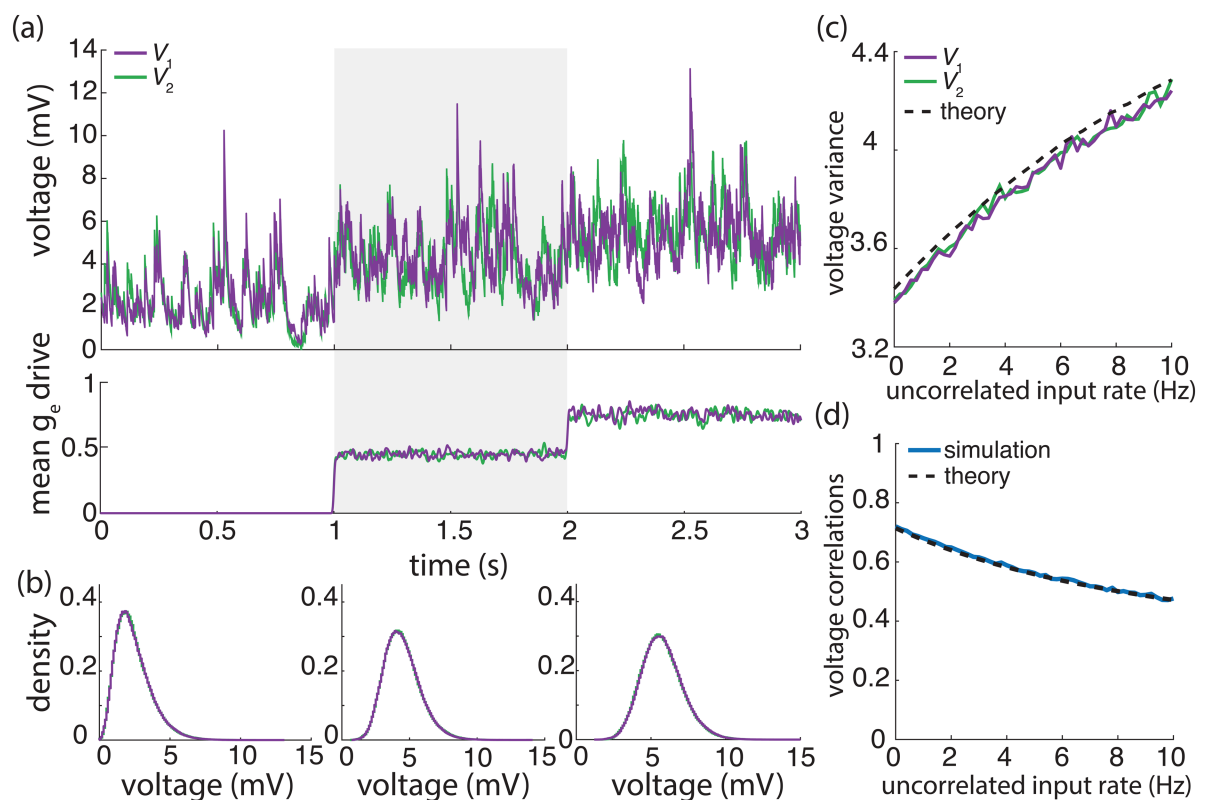 (a)
14
12
10
8
6
4
2
0
voltage (mV)
V1
V2
1
0.5
0
mean ge drive
0 0.5 1 1.5 2 2.5 3
time (s)
(b)
0.4
0.2
0
density
0 5 10 15
voltage (mV)
0.4
0.2
0
0 5 10 15
voltage (mV)
0.4
0.2
0
5 10 15
voltage (mV)
(c)
4.4
4
3.6
3.2
voltage variance
V1
V2
theory
0 2 4 6 8 10
uncorrelated input rate (Hz)
(d)
1
0.8
0.6
0.4
0.2
0
voltage correlations
simulation
theory
0 2 4 6 8 10
uncorrelated input rate (Hz)